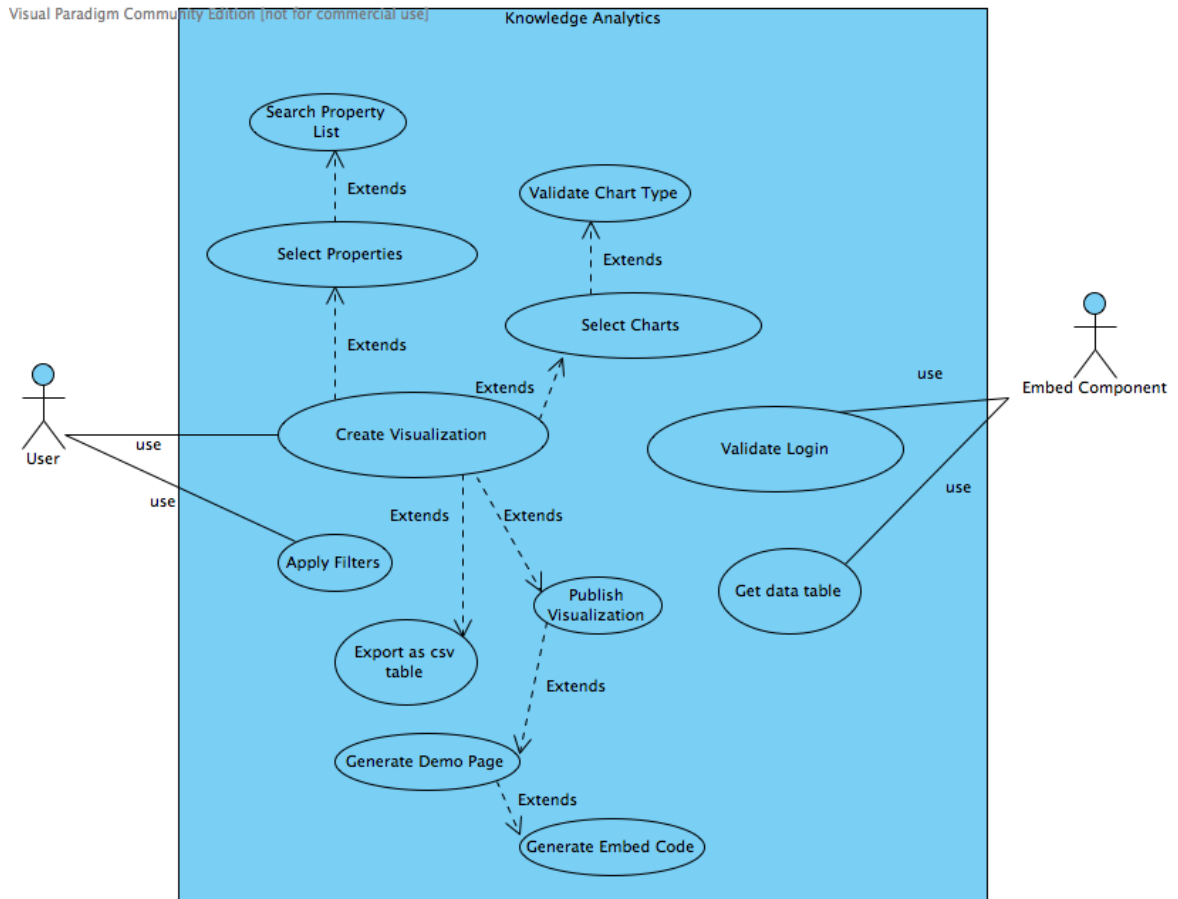 Visual Paradigm Community Edition [not for commercial use]
Knowledge Analytics
Search Property
List
Extends
Validate Chart Type
Select Properties
Extends
Select Charts
Extends
Extends
use
Embed Component
Create Visualization
use
User
Validate Login
use
use
Extends
Extends
Apply Filters
Publish
Visualization
Get data table
Export as csv
table
Extends
Generate Demo Page
Extends
Generate Embed Code